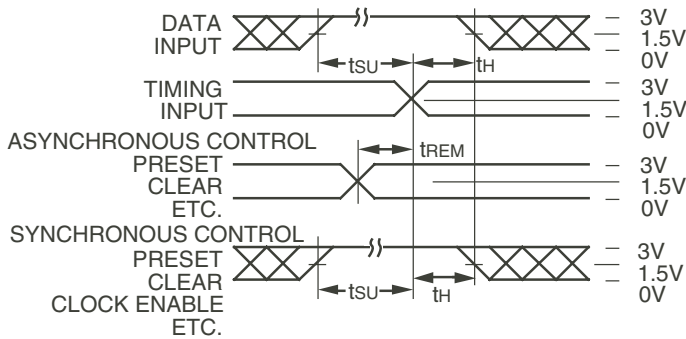 DATA
INPUT
3V
1.5V
0V
tSU
tH
TIMING
INPUT
3V
1.5V
0V
ASYNCHRONOUS CONTROL
tREM
PRESET
CLEAR
ETC.
3V
1.5V
0V
SYNCHRONOUS CONTROL
PRESET
CLEAR
CLOCK ENABLE
ETC.
3V
1.5V
0V
tSU
tH